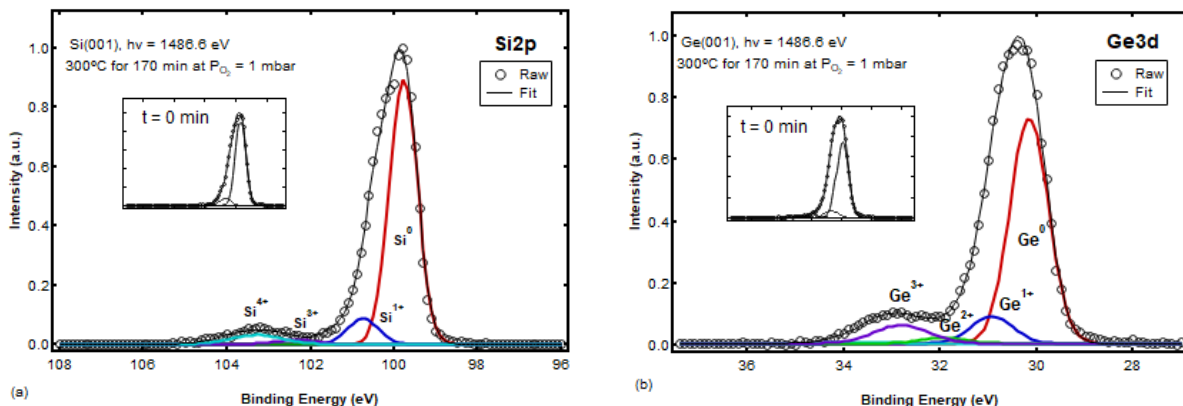 Si(001), hν = 1486.6 eV
300ºC for 170 min at P_O₂ = 1 mbar
Si2p
Raw
Fit
t = 0 min
Si⁰
Si¹⁺
Si³⁺
Si⁴⁺
1.0
0.8
0.6
0.4
0.2
0.0
Intensity (a.u.)
108 106 104 102 100 98 96
Binding Energy (eV)
(a)
Ge(001), hv = 1486.6 eV
300ºC for 170 min at P_O₂ = 1 mbar
Ge3d
Raw
Fit
t = 0 min
Ge⁰
Ge¹⁺
Ge²⁺
Ge³⁺
1.0
0.8
0.6
0.4
0.2
0.0
Intensity (a.u.)
36 34 32 30 28
Binding Energy (eV)
(b)